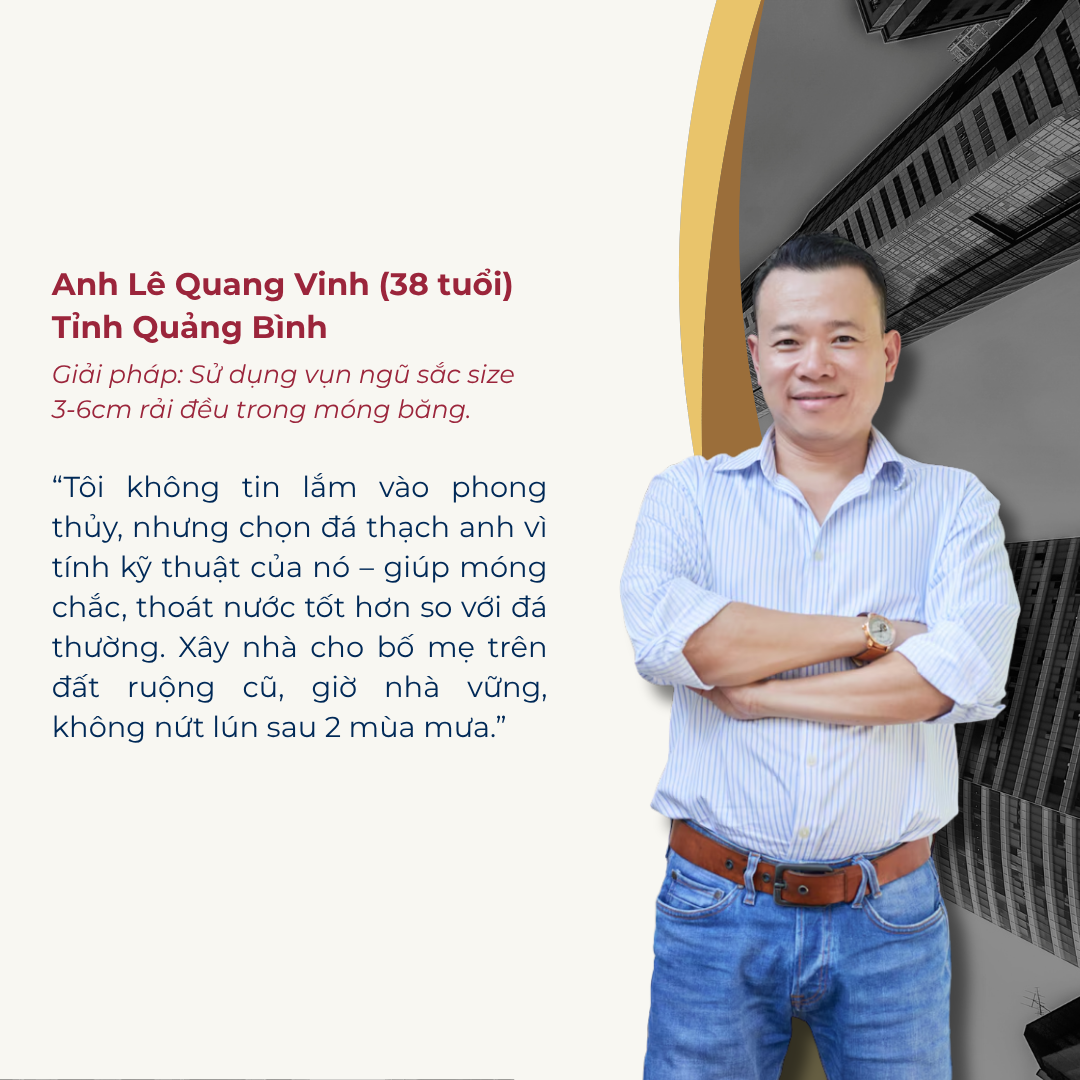 Anh Lê Quang Vinh (38 tuổi)
Tỉnh Quảng Bình
Giải pháp: Sử dụng vụn ngũ sắc size
3-6cm rải đều trong móng băng.
“Tôi không tin lắm vào phong
thủy, nhưng chọn đá thạch anh vì
tính kỹ thuật của nó – giúp móng
chắc, thoát nước tốt hơn so với đá
thường. Xây nhà cho bố mẹ trên
đất ruộng cũ, giờ nhà vững,
không nứt lún sau 2 mùa mưa.”